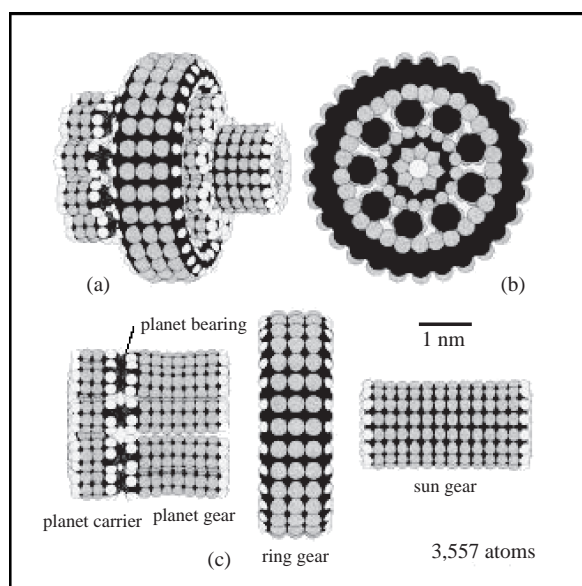 (a)
(b)
planet bearing
1 nm
sun gear
planet carrier
planet gear
(c)
ring gear
3,557 atoms